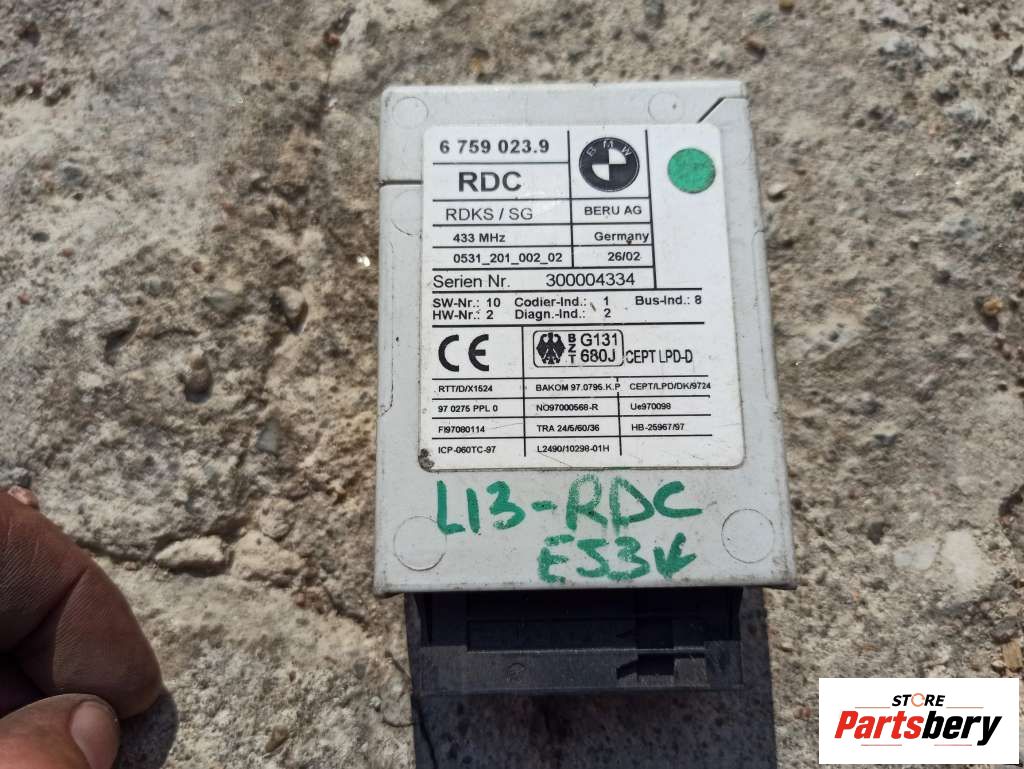 6 759 023.9
BMW
RDC
RDKS / SG
BERU AG
433 MHz
Germany
0531_201_002_02
26/02
Serien Nr. 300004334
SW-Nr.: 10 Codier-Ind.: 1 Bus-Ind.: 8
HW-Nr.: 2 Diagn.-Ind.: 2
CE
BZT
G131
680J
CEPT LPD-D
RTT/D/X1524
BAKOM 97.0795.K.P
CEPT/LPD/DK/9724
97 0275 PPL 0
NO97000568-R
Ue970098
FI97080114
TRA 24/5/60/36
HB-25967/97
ICP-060TC-97
L2490/10298-01H
L13-RDC
E53
STORE
Partsbery